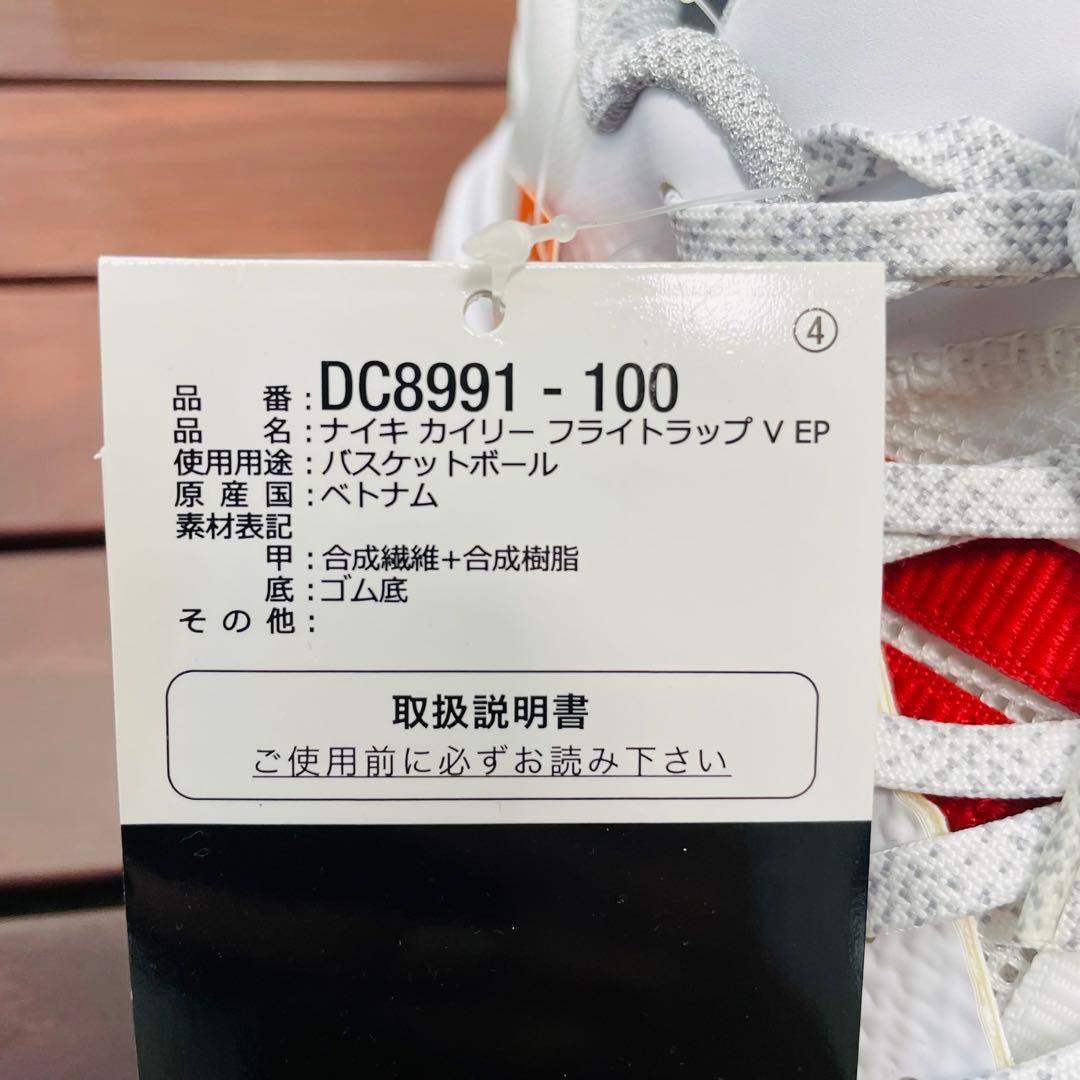 ④
品番:DC8991 - 100
品名:ナイキ カイリー フライトラップ V EP
使用用途:バスケットボール
原産国:ベトナム
素材表記
甲:合成繊維+合成樹脂
底:ゴム底
その他:
取扱説明書
ご使用前に必ずお読み下さい